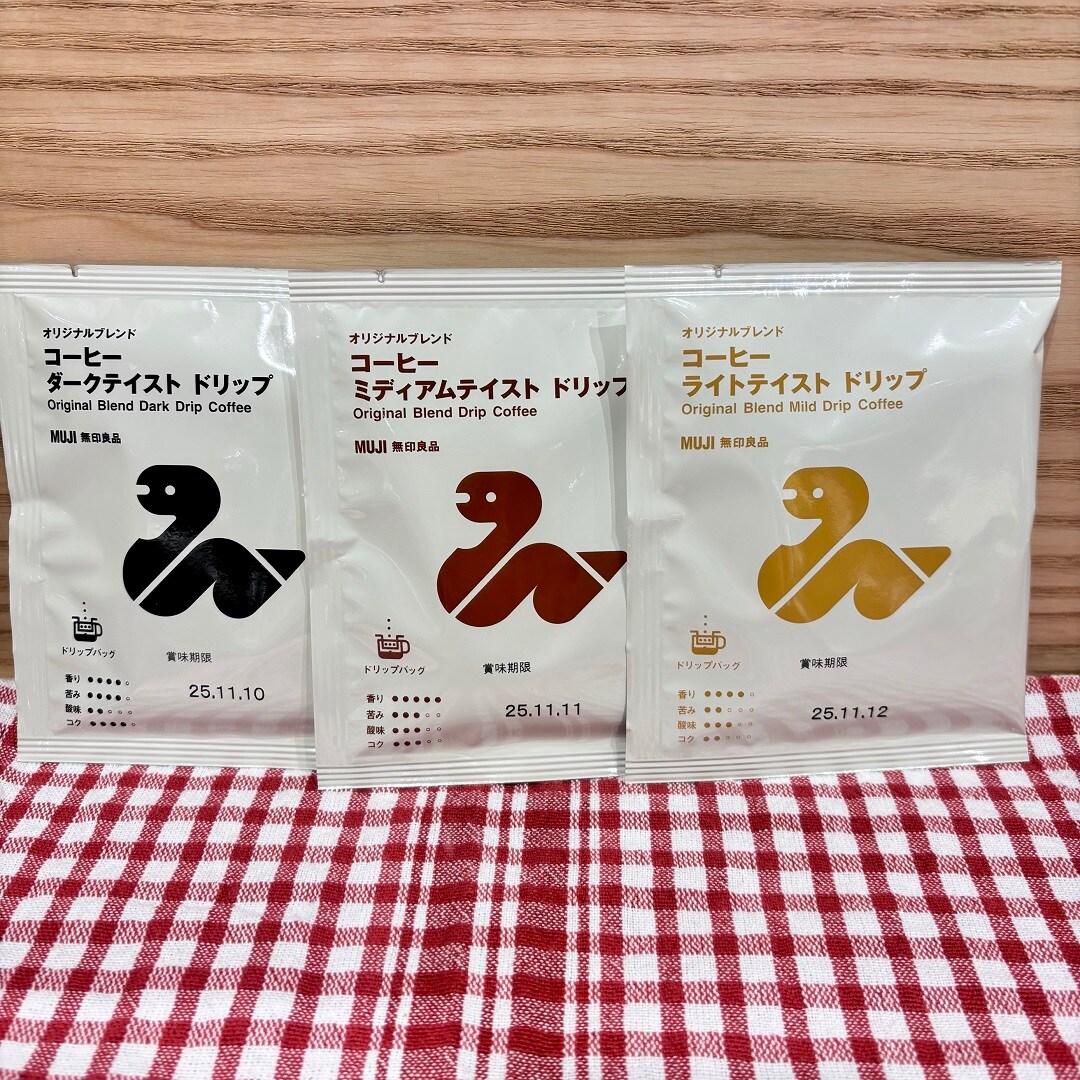 オリジナルブレンド
コーヒー
ダークテイスト ドリップ
Original Blend Dark Drip Coffee
MUJI 無印良品
ドリップバッグ
賞味期限
25.11.10
香り
苦み
酸味
コク
オリジナルブレンド
コーヒー
ミディアムテイスト ドリップ
Original Blend Drip Coffee
MUJI 無印良品
ドリップバッグ
賞味期限
25.11.11
香り
苦み
酸味
コク
オリジナルブレンド
コーヒー
ライトテイスト ドリップ
Original Blend Mild Drip Coffee
MUJI 無印良品
ドリップバッグ
賞味期限
25.11.12
香り
苦み
酸味
コク